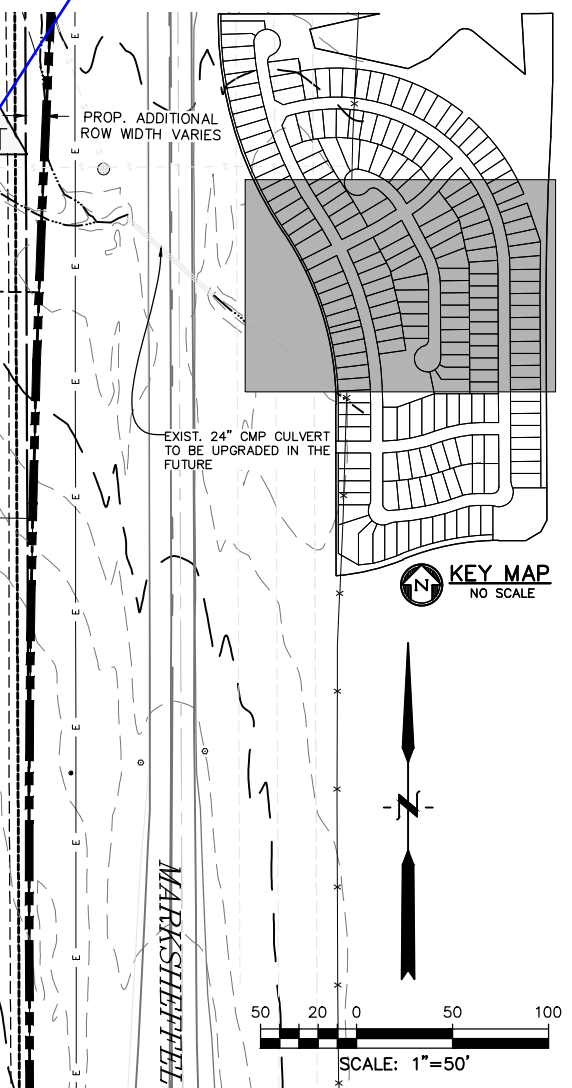 PROP. ADDITIONAL
ROW WIDTH VARIES
EXIST. 24" CMP CULVERT
TO BE UPGRADED IN THE
FUTURE
N
KEY MAP
NO SCALE
N
MARKSHEFFEL
E
E
E
E
E
E
E
E
E
50 20 0 50 100
SCALE: 1"=50'